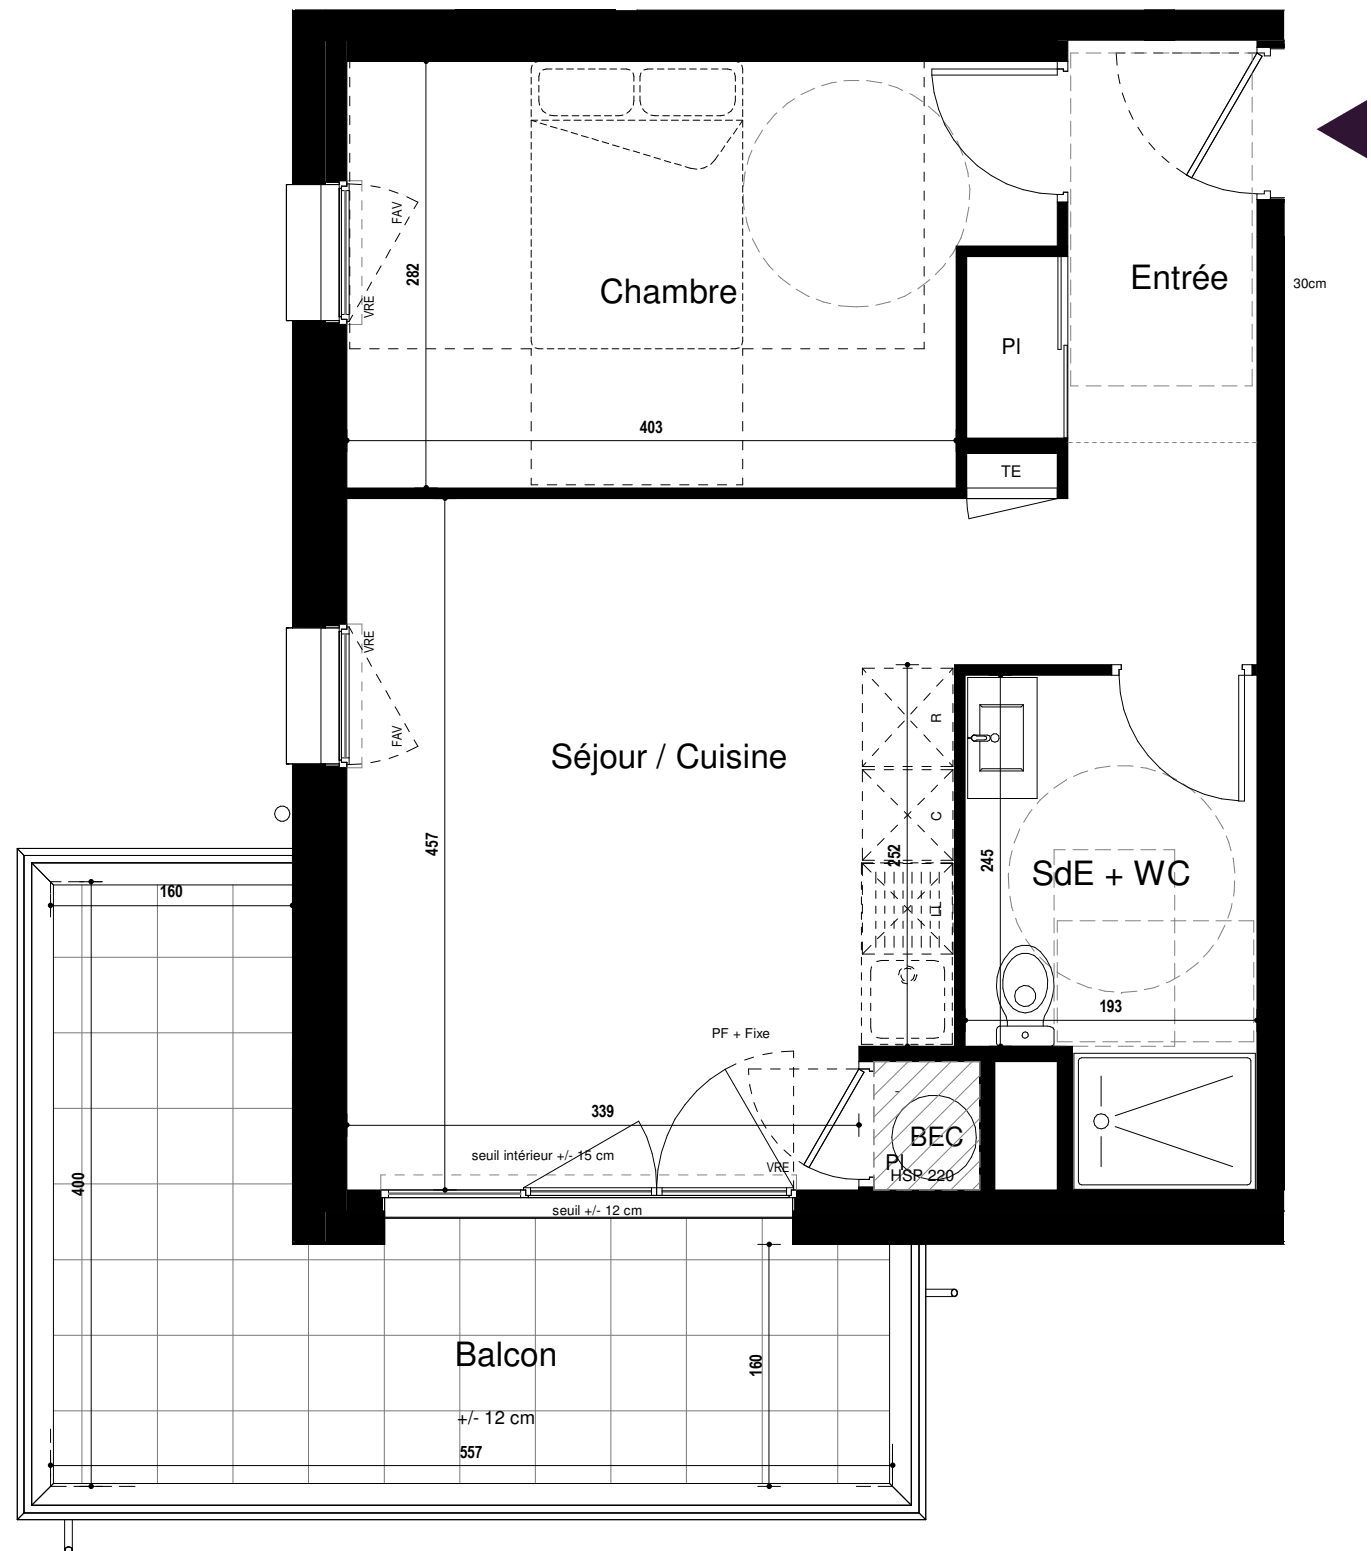 FAV
VRE
282
Chambre
403
Entrée
30cm
Pl
TE
VRE
FAV
Séjour / Cuisine
457
R
C
252
LL
245
SdE + WC
193
160
400
PF + Fixe
339
seuil intérieur +/- 15 cm
VRE
BEC
Pl
HSP 220
seuil +/- 12 cm
Balcon
160
+/- 12 cm
557